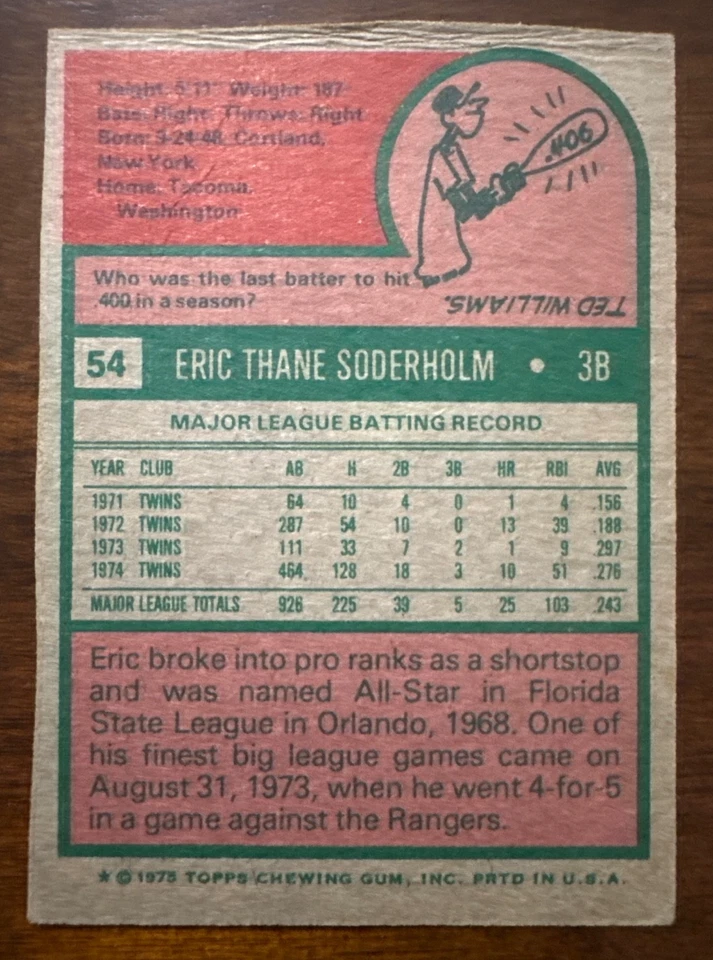 Height: 5'11" Weight: 187
Bats: Right Throws: Right
Born: 3-24-48, Cortland,
New York
Home: Tacoma,
Washington
.406
Who was the last batter to hit
.400 in a season?
TED WILLIAMS.
54 ERIC THANE SODERHOLM • 3B
MAJOR LEAGUE BATTING RECORD
YEAR CLUB AB H 2B 3B HR RBI AVG
1971 TWINS 64 10 4 0 1 4 .156
1972 TWINS 287 54 10 0 13 39 .188
1973 TWINS 111 33 7 2 1 9 .297
1974 TWINS 464 128 18 3 10 51 .276
MAJOR LEAGUE TOTALS 926 225 39 5 25 103 .243
Eric broke into pro ranks as a shortstop
and was named All-Star in Florida
State League in Orlando, 1968. One of
his finest big league games came on
August 31, 1973, when he went 4-for-5
in a game against the Rangers.
★ © 1975 TOPPS CHEWING GUM, INC. PRTD IN U.S.A.